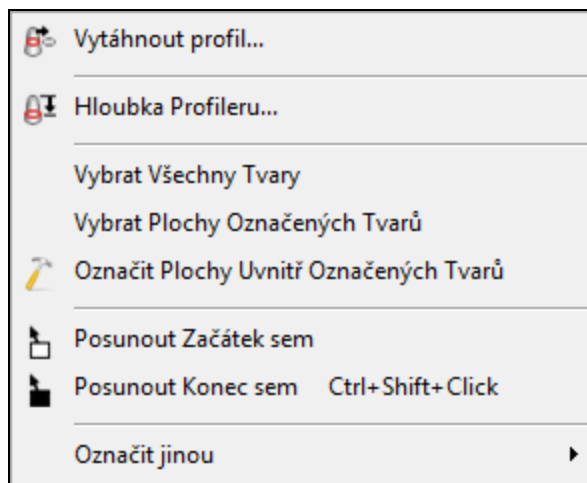 Vytáhnout profil...
Hloubka Profileru...
Vybrat Všechny Tvary
Vybrat Plochy Označených Tvarů
Označit Plochy Uvnitř Označených Tvarů
Posunout Začátek sem
Posunout Konec sem Ctrl+Shift+Click
Označit jinou